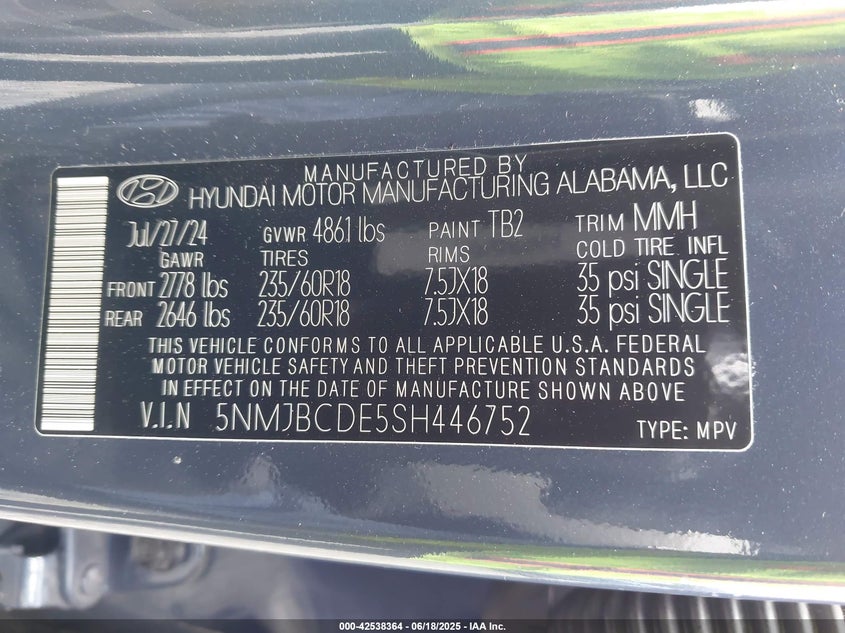 MANUFACTURED BY
HYUNDAI MOTOR MANUFACTURING ALABAMA, LLC
Jul/27/24 GVWR 4861 lbs PAINT TB2 TRIM MMH
GAWR TIRES RIMS COLD TIRE INFL
FRONT 2778 lbs 235/60R18 7.5JX18 35 psi SINGLE
REAR 2646 lbs 235/60R18 7.5JX18 35 psi SINGLE
THIS VEHICLE CONFORMS TO ALL APPLICABLE U.S.A. FEDERAL
MOTOR VEHICLE SAFETY AND THEFT PREVENTION STANDARDS
IN EFFECT ON THE DATE OF MANUFACTURE SHOWN ABOVE
V.I.N 5NMJBCDE5SH446752 TYPE: MPV
000-42538364 / 06/18/2025 - IAA Inc.